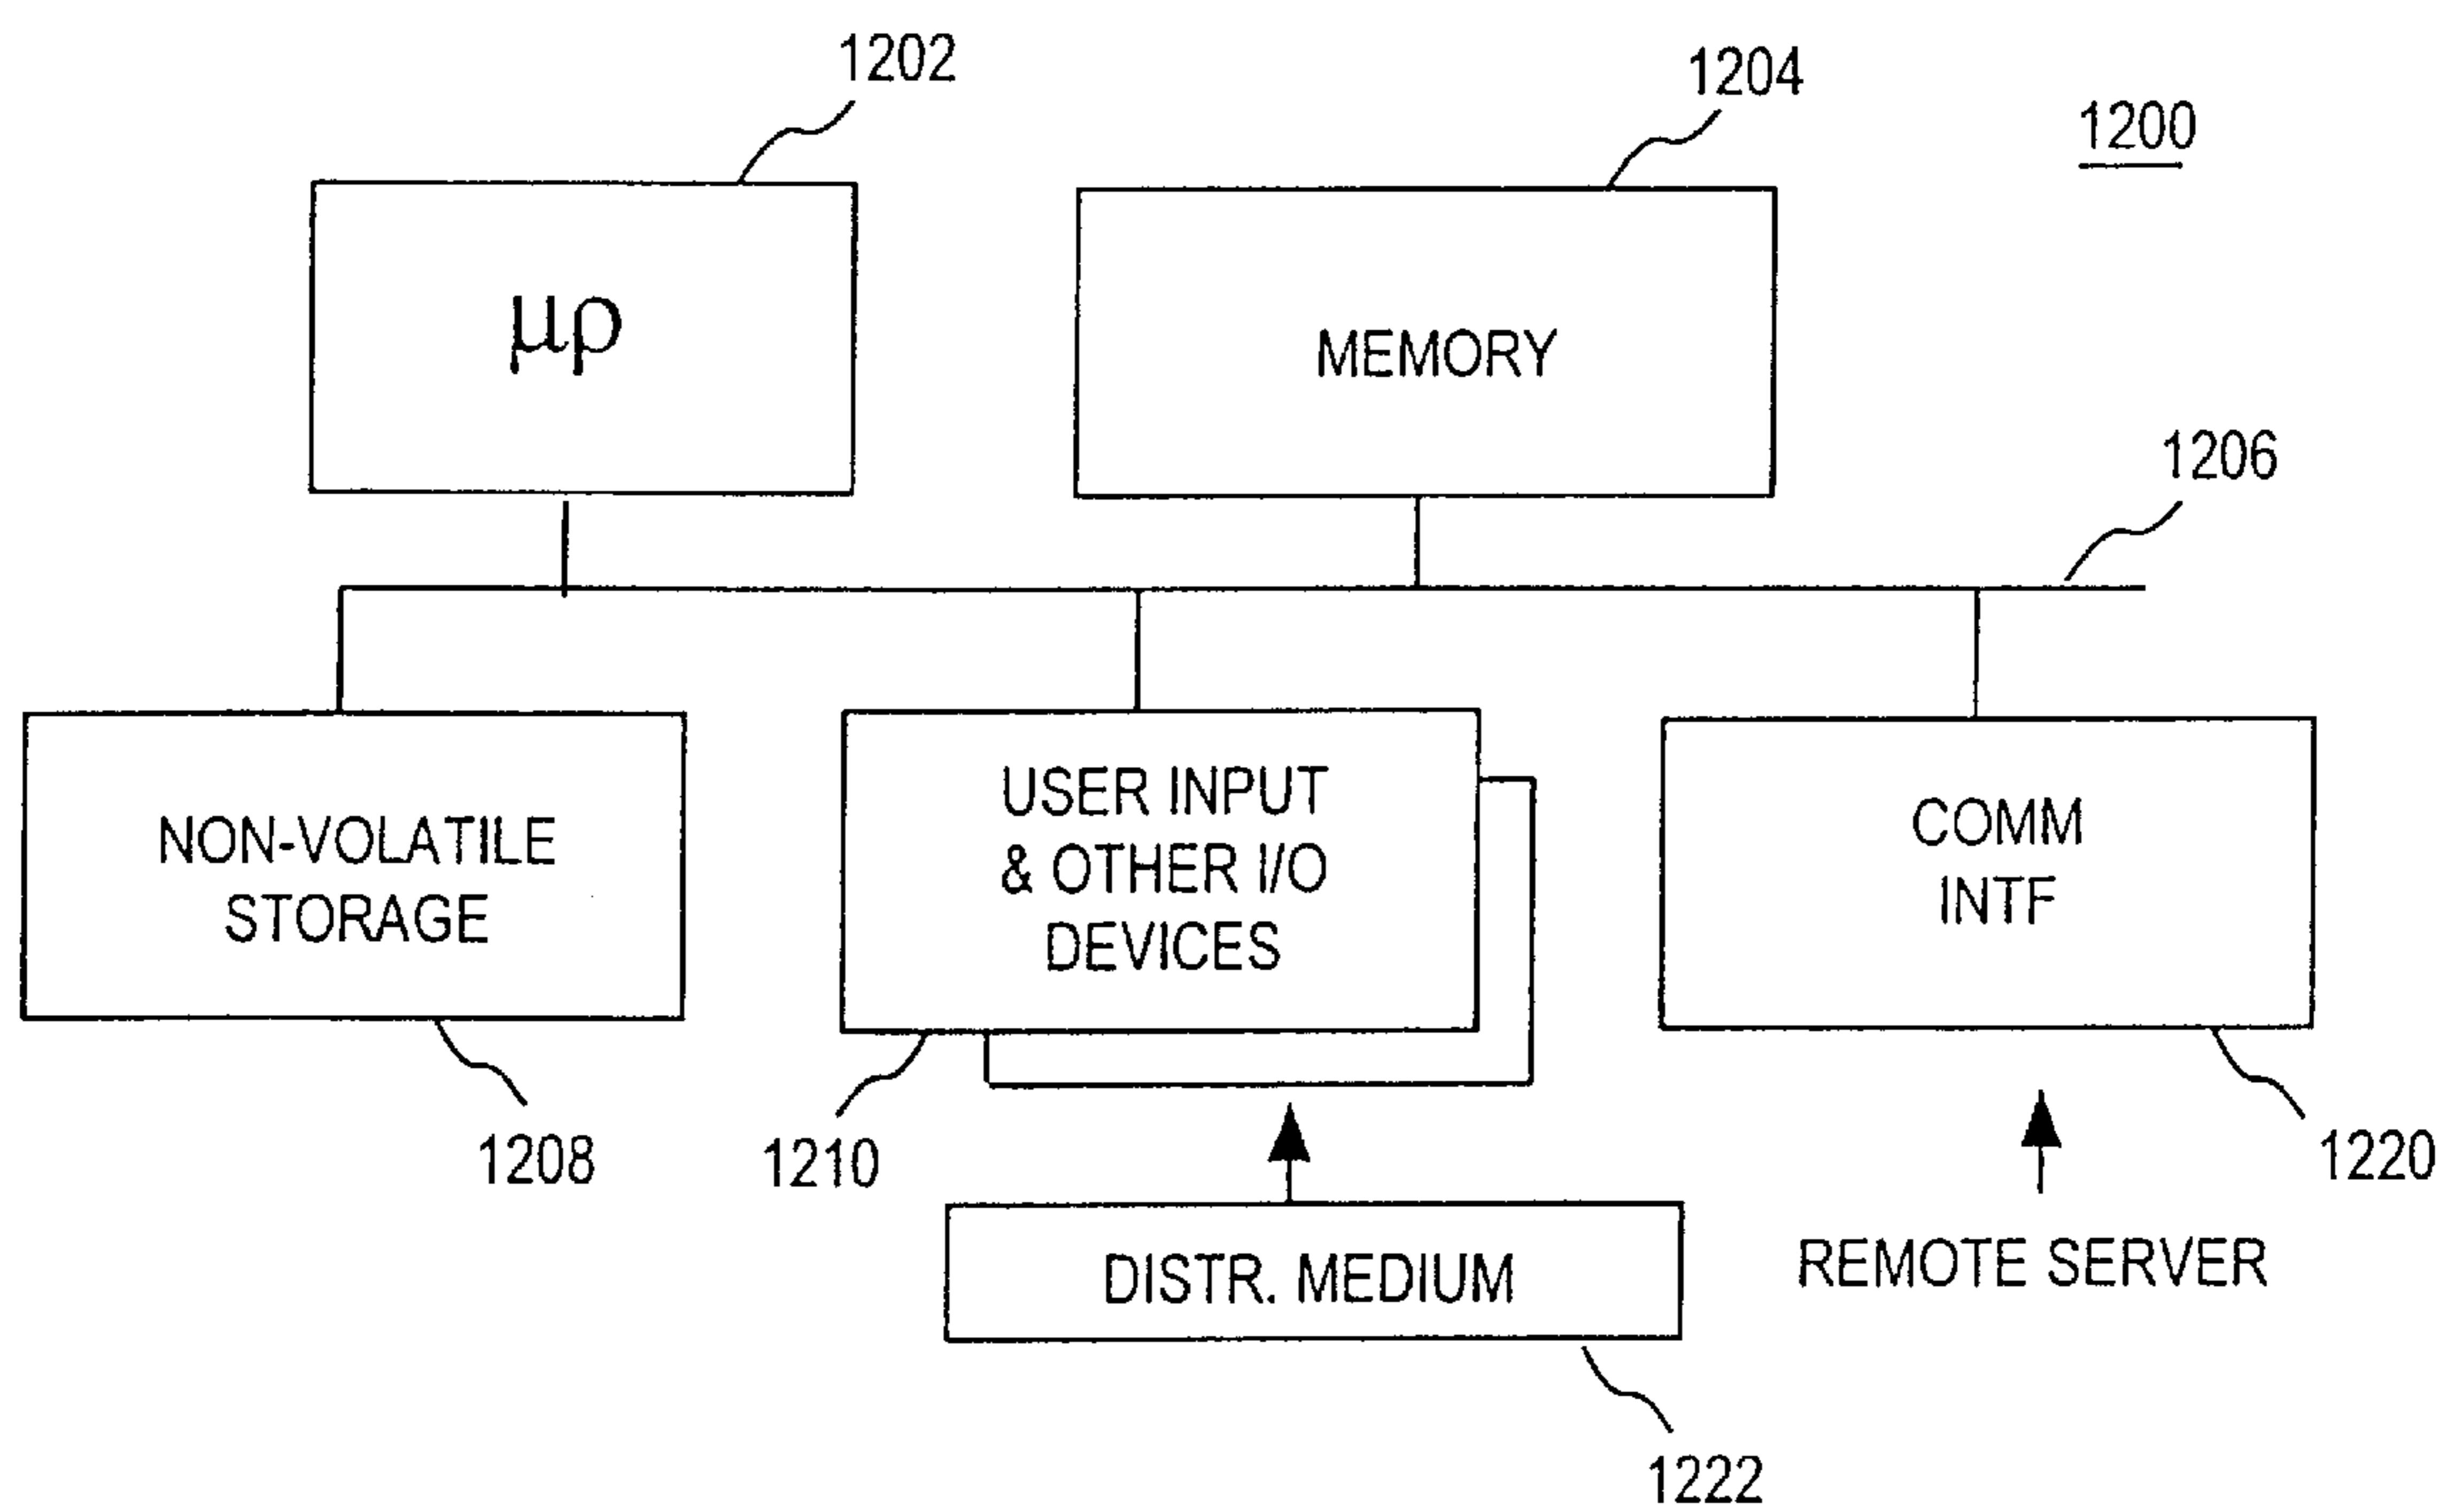 1202
1204
1200
μρ
MEMORY
1206
NON-VOLATILE
STORAGE
USER INPUT
& OTHER I/O
DEVICES
COMM
INTF
1208
1210
1220
DISTR. MEDIUM
REMOTE SERVER
1222